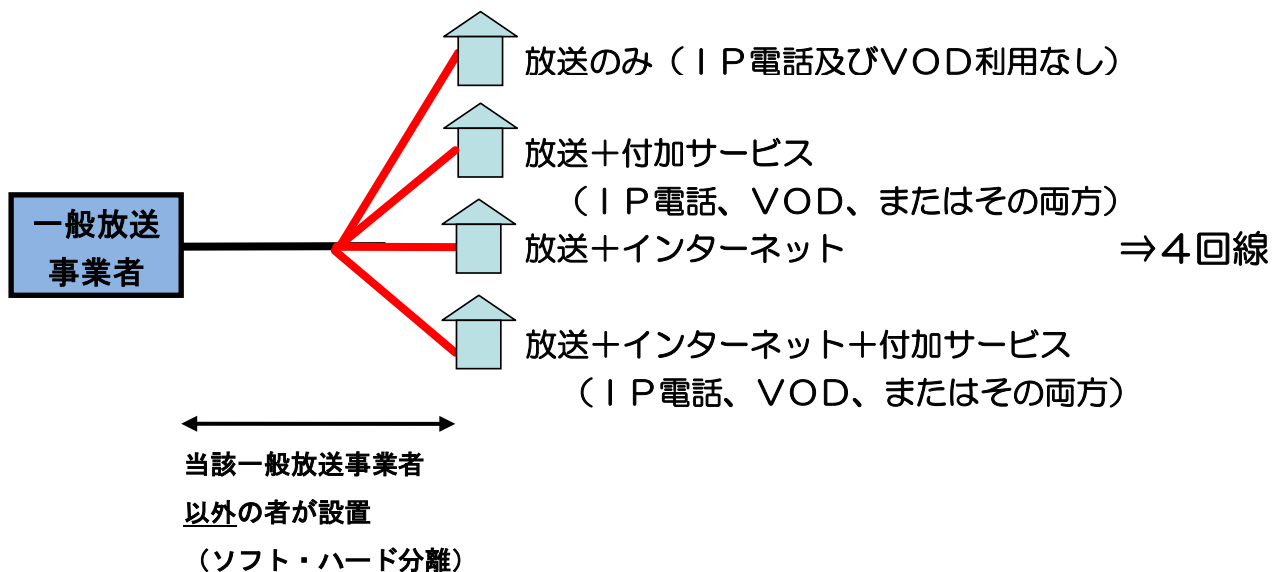 放送のみ（ＩＰ電話及びＶＯＤ利用なし）
放送＋付加サービス
（ＩＰ電話、ＶＯＤ、またはその両方）
一般放送
事業者
放送＋インターネット
⇒４回線
放送＋インターネット＋付加サービス
（ＩＰ電話、ＶＯＤ、またはその両方）
当該一般放送事業者
以外の者が設置
（ソフト・ハード分離）